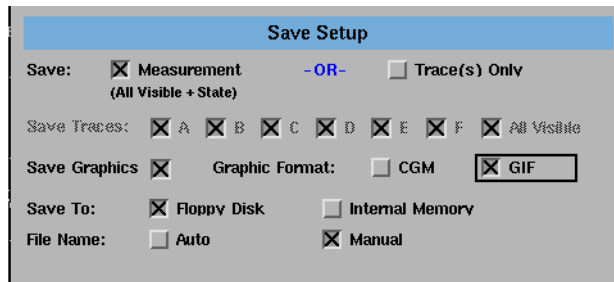 Save Setup
Save: Measurement -OR- Trace(s) Only
(All Visible + State)
Save Traces: A B C D E F All Visible
Save Graphics Graphic Format: CGM GIF
Save To: Floppy Disk Internal Memory
File Name: Auto Manual